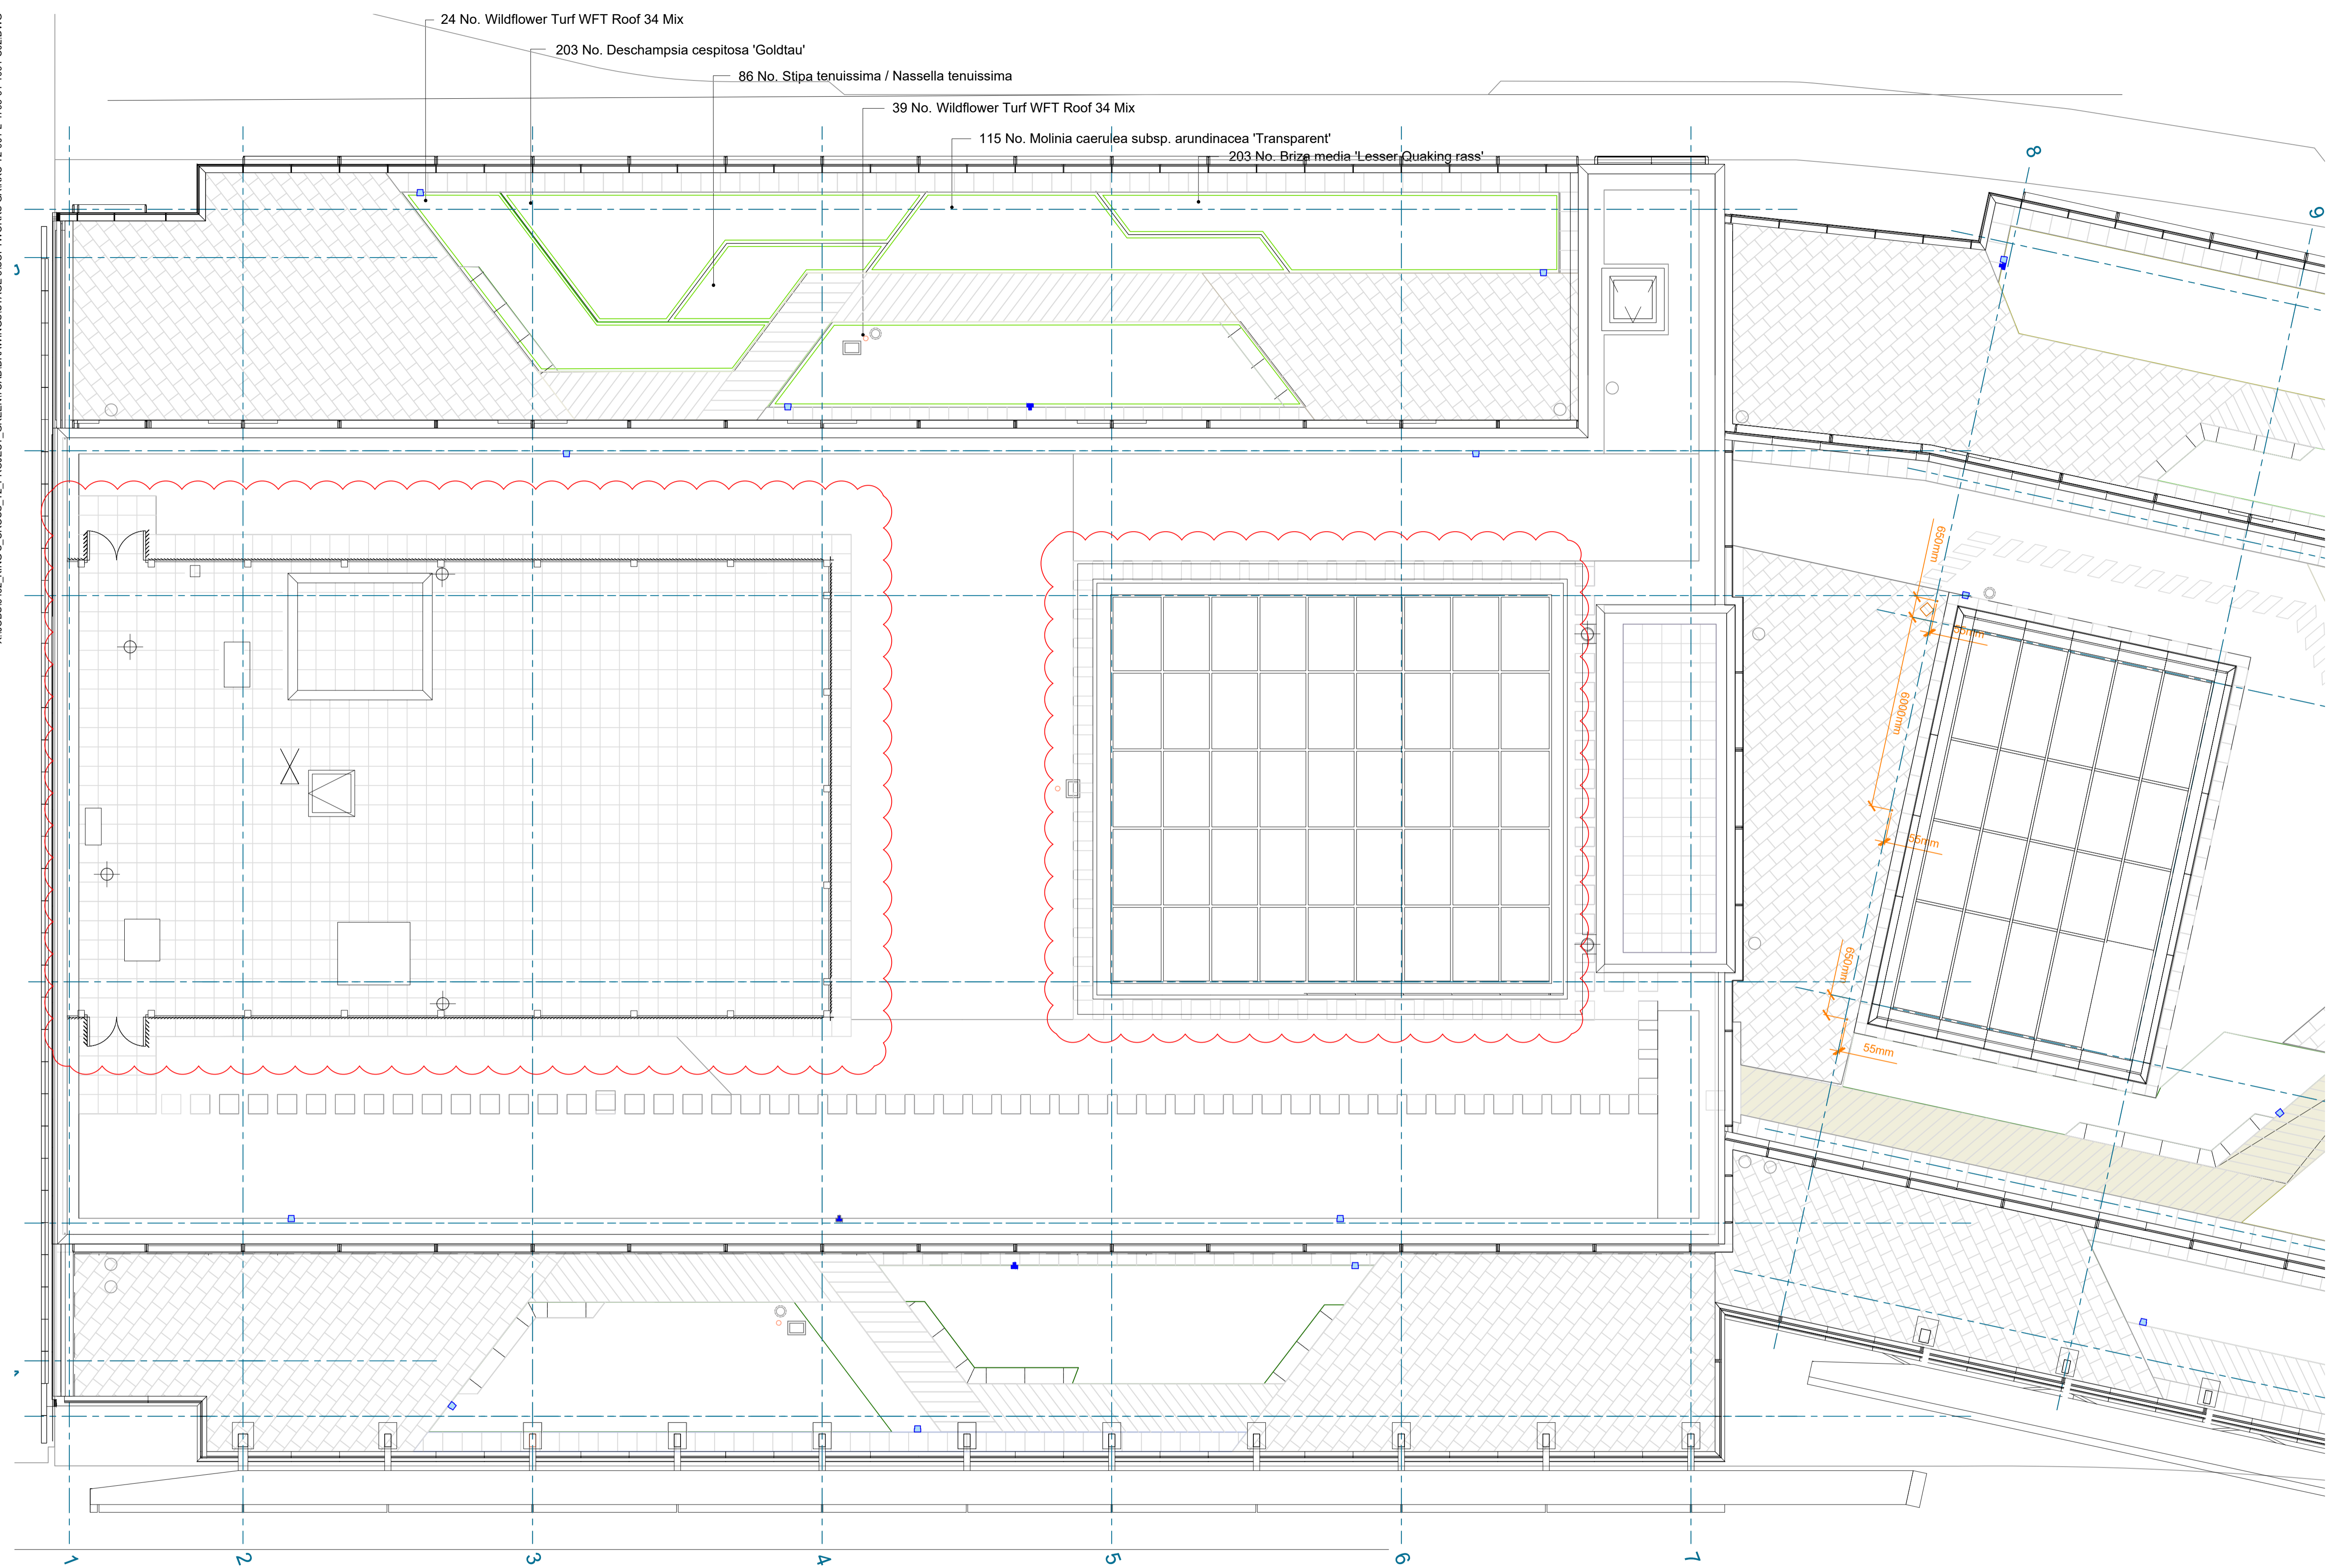 24 No. Wildflower Turf WFT Roof 34 Mix
203 No. Deschampsia cespitosa 'Goldtau'
86 No. Stipa tenuissima / Nassella tenuissima
39 No. Wildflower Turf WFT Roof 34 Mix
115 No. Molinia caerulea subsp. arundinacea 'Transparent'
203 No. Briza media 'Lesser Quaking rass'
8
9
650mm
55mm
6000mm
55mm
650mm
55mm
1
2
3
4
5
6
7